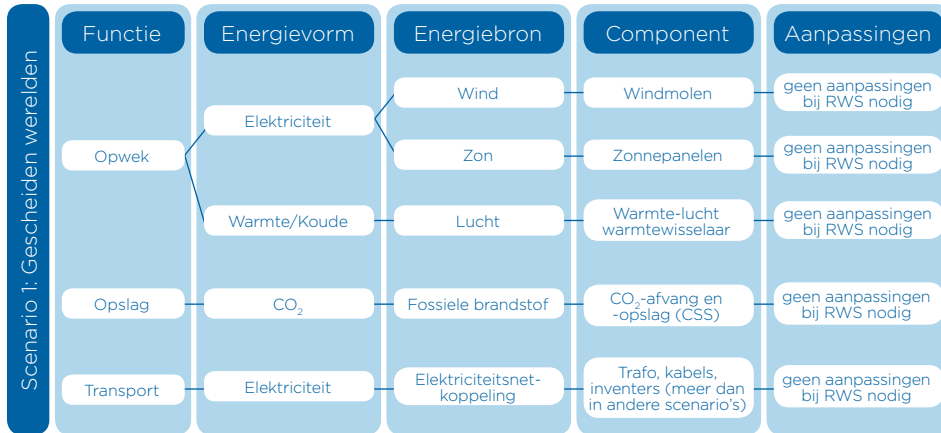 Scenario 1: Gescheiden werelden
Functie
Energievorm
Energiebron
Component
Aanpassingen
Opwek
Elektriciteit
Wind
Windmolen
geen aanpassingen
bij RWS nodig
Zon
Zonnepanelen
geen aanpassingen
bij RWS nodig
Warmte/Koude
Lucht
Warmte-lucht
warmtewisselaar
geen aanpassingen
bij RWS nodig
Opslag
CO₂
Fossiele brandstof
CO₂-afvang en
-opslag (CSS)
geen aanpassingen
bij RWS nodig
Transport
Elektriciteit
Elektriciteitsnet-
koppeling
Trafo, kabels,
inventers (meer dan
in andere scenario's)
geen aanpassingen
bij RWS nodig